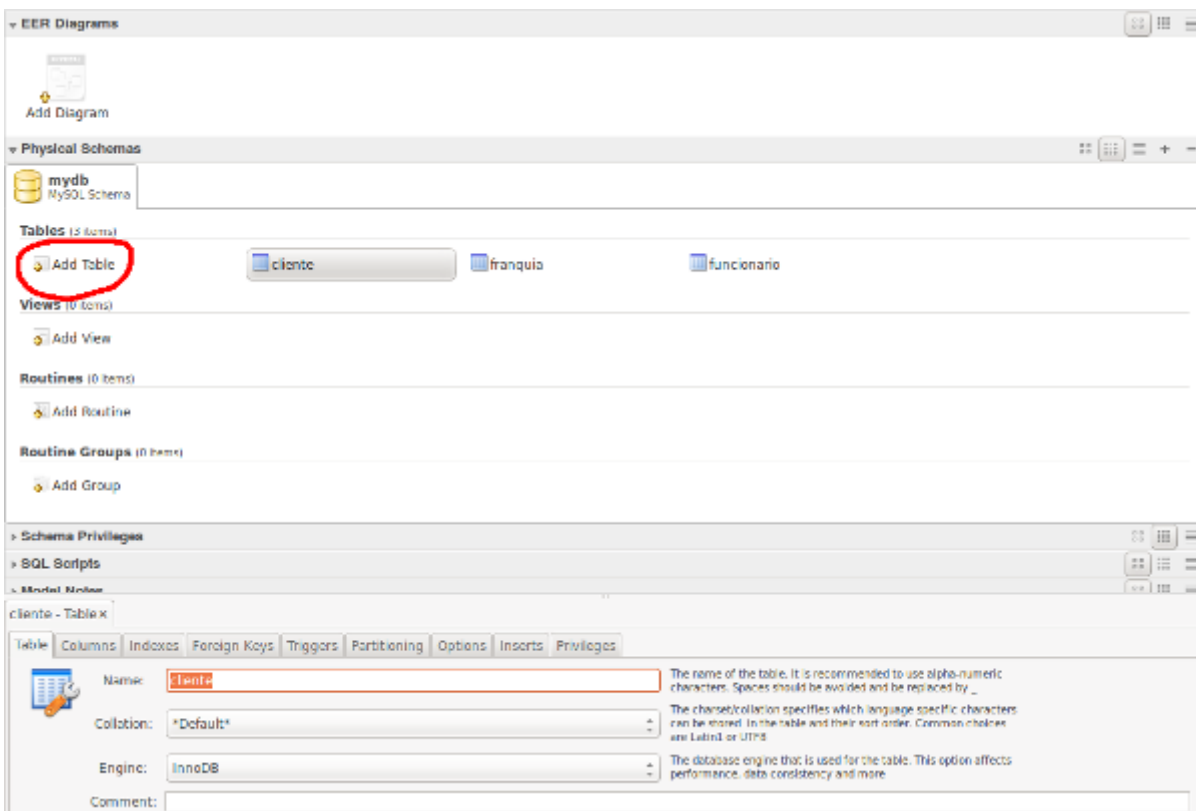 EER Diagrams
Add Diagram
Physical Schemas
mydb
MySQL Schema
Tables (3 items)
Add Table
cliente
franquia
funcionario
Views (0 items)
Add View
Routines (0 items)
Add Routine
Routine Groups (0 items)
Add Group
Schema Privileges
SQL Scripts
Model Notes
cliente - Table ×
Table Columns Indexes Foreign Keys Triggers Partitioning Options Inserts Privileges
Name: cliente
The name of the table. It is recommended to use alpha-numeric
characters. Spaces should be avoided and be replaced by _
Collation: *Default*
The charset/collation specifies which language specific characters
can be stored in the table and their sort order. Common choices
are Latin1 or UTF8
Engine: InnoDB
The database engine that is used for the table. This option affects
performance, data consistency and more
Comment: